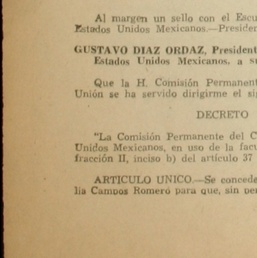 Al margen un sello con el Escu
Estados Unidos Mexicanos.—Presiden
GUSTAVO DIAZ ORDAZ, President
Estados Unidos Mexicanos, a s
Que la H. Comisión Permanent
Unión se ha servido dirigirme el si
DECRETO
"La Comisión Permanente del C
Unidos Mexicanos, en uso de la facu
fracción II, inciso b) del artículo 37
ARTICULO UNICO.—Se concede
lia Campos Romero para que, sin per